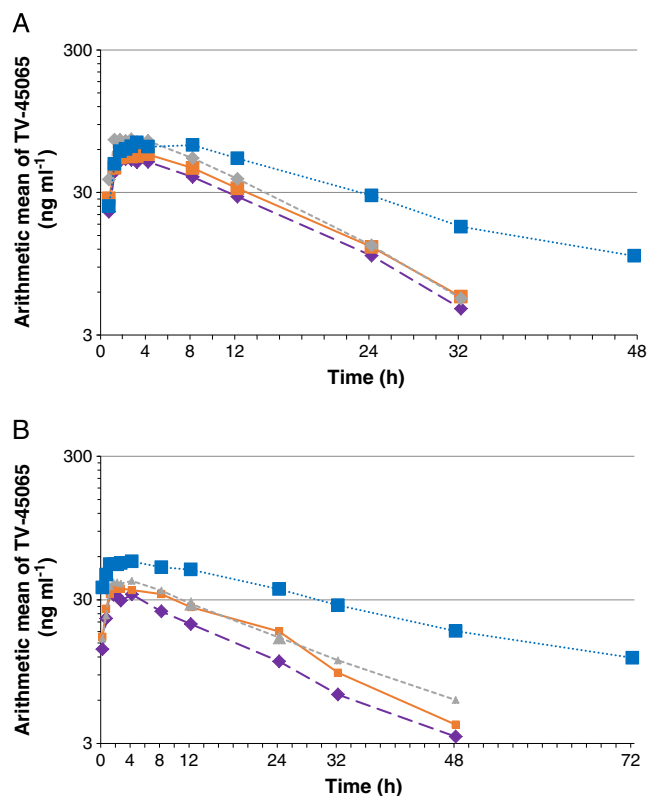 A
300
30
3
Arithmetic mean of TV-45065
(ng ml⁻¹)
0 4 8 12 24 32 48
Time (h)
B
300
30
3
Arithmetic mean of TV-45065
(ng ml⁻¹)
0 2 4 8 12 24 32 48 72
Time (h)